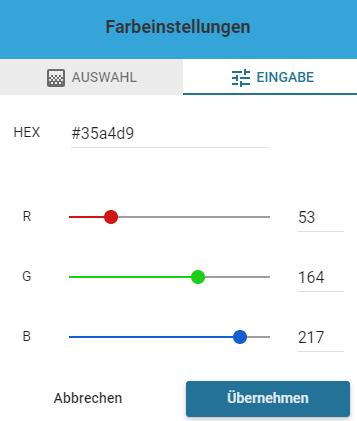 Farbeinstellungen
AUSWAHL EINGABE
HEX #35a4d9
R 53
G 164
B 217
Abbrechen Übernehmen